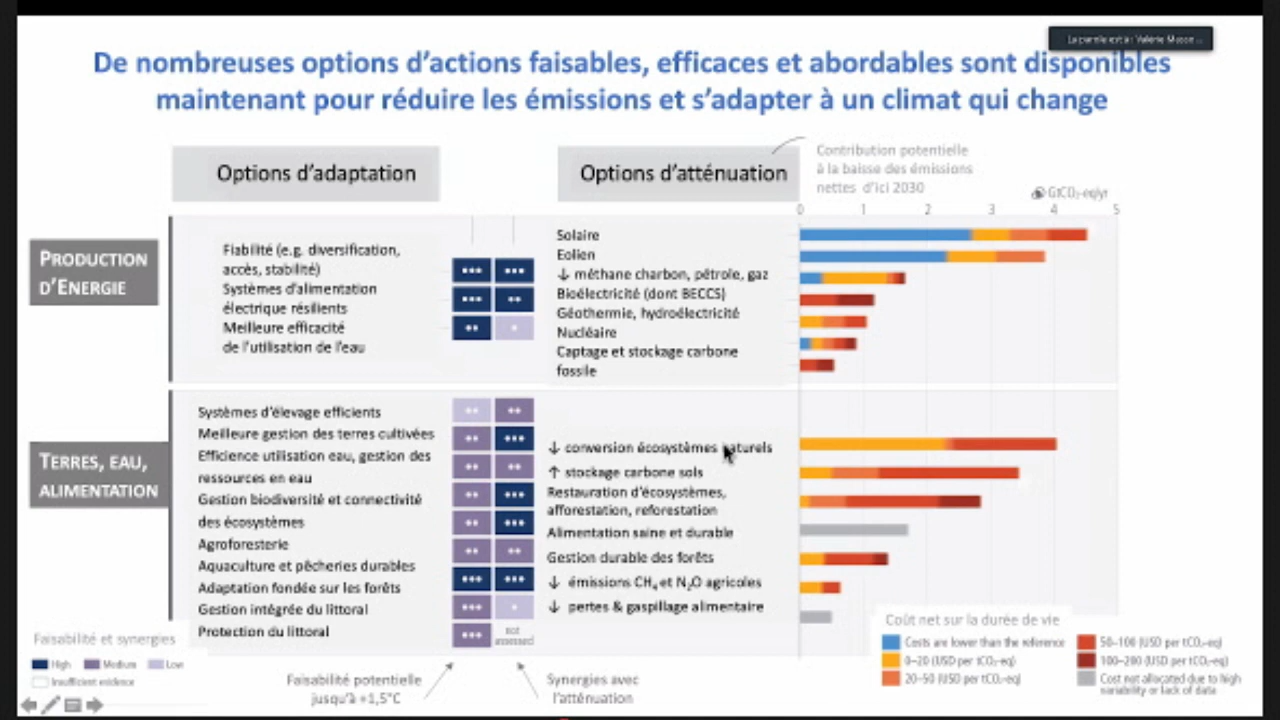 La parole est à : Valérie Masson ...
De nombreuses options d’actions faisables, efficaces et abordables sont disponibles
maintenant pour réduire les émissions et s’adapter à un climat qui change
Options d’adaptation
Options d’atténuation
Contribution potentielle
à la baisse des émissions
nettes d’ici 2030
GtCO₂-eq/yr
0 1 2 3 4 5
PRODUCTION
D’ENERGIE
Fiabilité (e.g. diversification,
accès, stabilité)
Systèmes d’alimentation
électrique résilients
Meilleure efficacité
de l’utilisation de l’eau
Solaire
Eolien
↓ méthane charbon, pétrole, gaz
Bioélectricité (dont BECCS)
Géothermie, hydroélectricité
Nucléaire
Captage et stockage carbone
fossile
TERRES, EAU,
ALIMENTATION
Systèmes d’élevage efficients
Meilleure gestion des terres cultivées
Efficience utilisation eau, gestion des
ressources en eau
Gestion biodiversité et connectivité
des écosystèmes
Agroforesterie
Aquaculture et pêcheries durables
Adaptation fondée sur les forêts
Gestion intégrée du littoral
Protection du littoral
not
assessed
↓ conversion écosystèmes naturels
↑ stockage carbone sols
Restauration d’écosystèmes,
afforestation, reforestation
Alimentation saine et durable
Gestion durable des forêts
↓ émissions CH₄ et N₂O agricoles
↓ pertes & gaspillage alimentaire
Faisabilité et synergies
High Medium Low
Insufficient evidence
Faisabilité potentielle
jusqu’à +1,5°C
Synergies avec
l’atténuation
Coût net sur la durée de vie
Costs are lower than the reference
0–20 (USD per tCO₂-eq)
20–50 (USD per tCO₂-eq)
50–100 (USD per tCO₂-eq)
100–200 (USD per tCO₂-eq)
Cost not allocated due to high
variability or lack of data